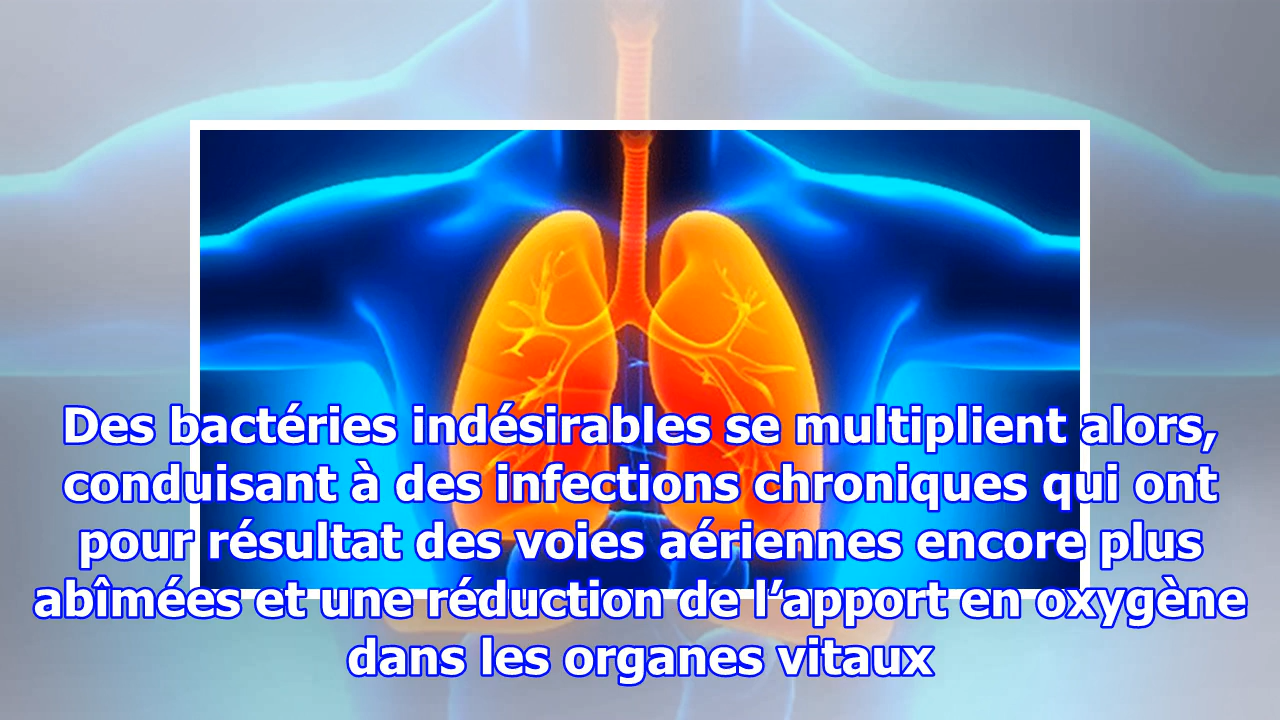 Des bactéries indésirables se multiplient alors,
conduisant à des infections chroniques qui ont
pour résultat des voies aériennes encore plus
abîmées et une réduction de l’apport en oxygène
dans les organes vitaux